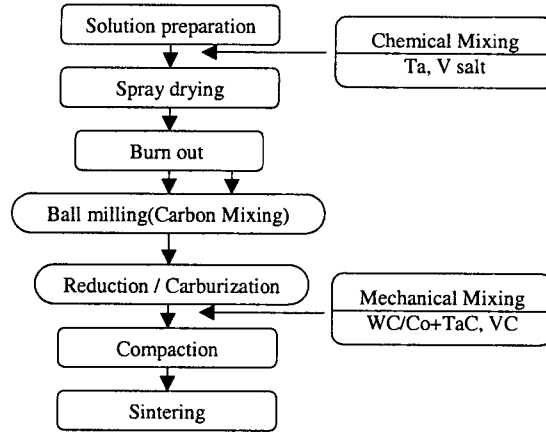 Solution preparation
Chemical Mixing
Ta, V salt
Spray drying
Burn out
Ball milling(Carbon Mixing)
Reduction / Carburization
Mechanical Mixing
WC/Co+TaC, VC
Compaction
Sintering